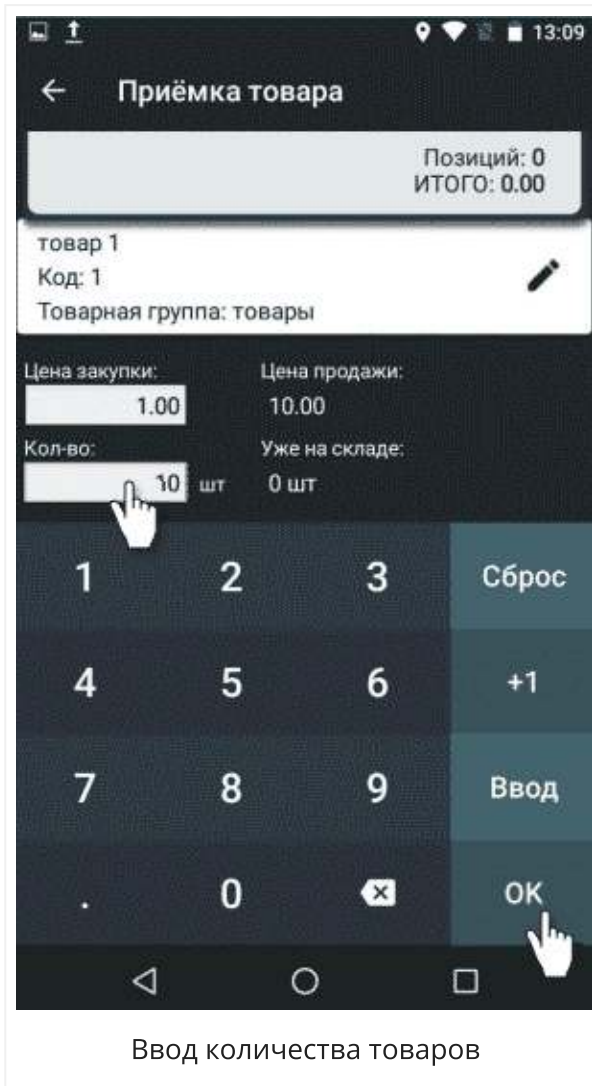 13:09
Приёмка товара
Позиций: 0
ИТОГО: 0.00
товар 1
Код: 1
Товарная группа: товары
Цена закупки: Цена продажи:
1.00 10.00
Кол-во: Уже на складе:
10 шт 0 шт
1 2 3 Сброс
4 5 6 +1
7 8 9 Ввод
. 0 OK
Ввод количества товаров